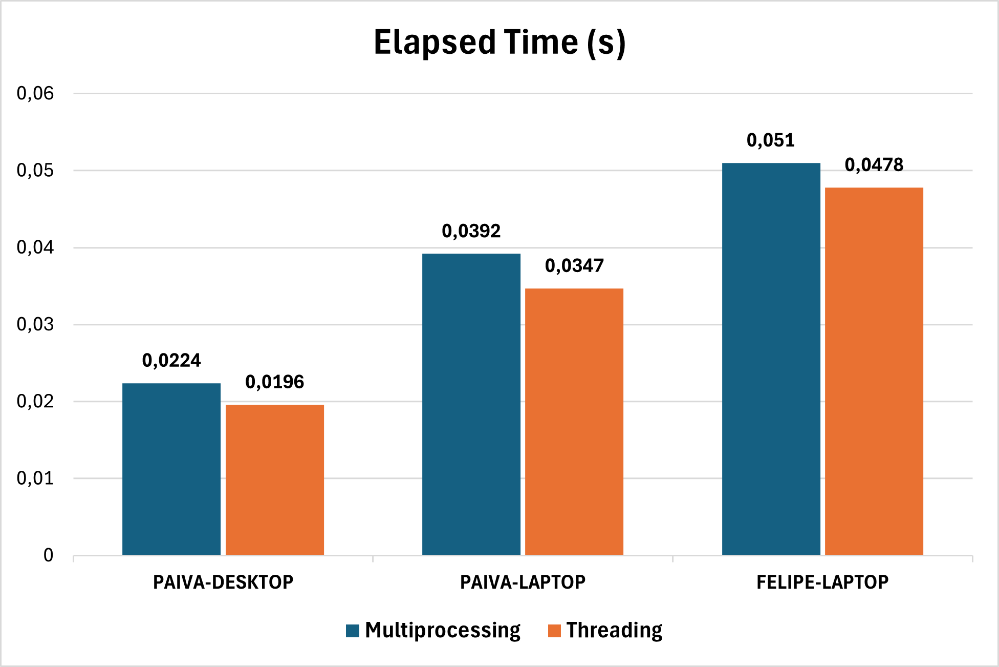 Elapsed Time (s)
0,06
0,05
0,04
0,03
0,02
0,01
0
0,0224
0,0196
0,0392
0,0347
0,051
0,0478
PAIVA-DESKTOP
PAIVA-LAPTOP
FELIPE-LAPTOP
Multiprocessing
Threading